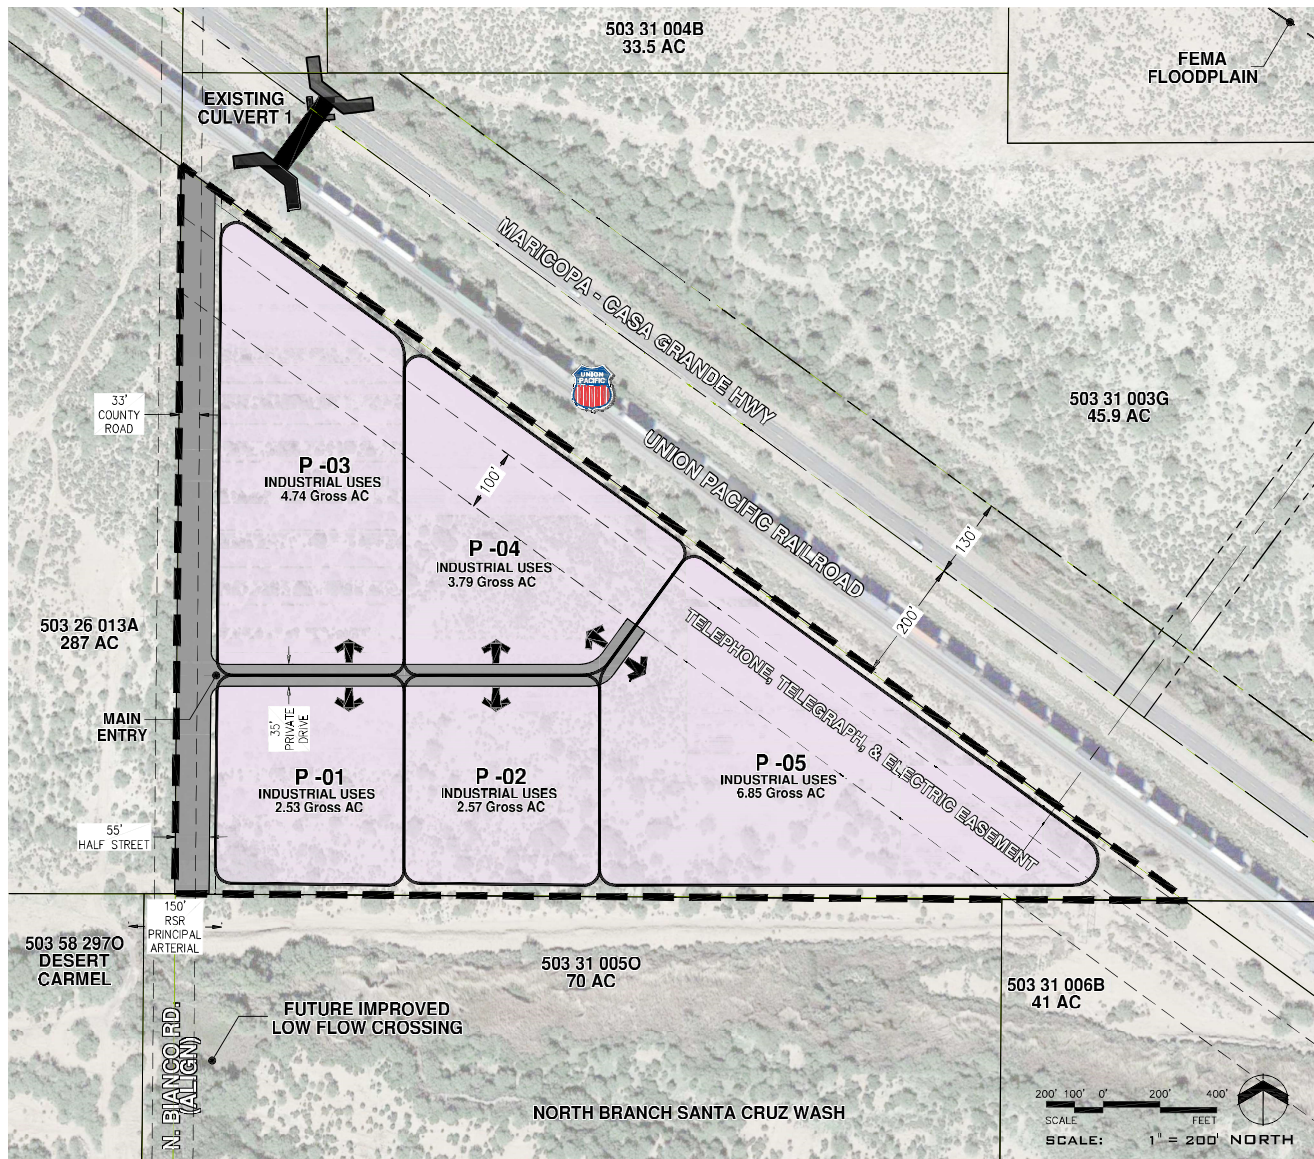 503 31 004B
33.5 AC
FEMA
FLOODPLAIN
EXISTING
CULVERT 1
MARICOPA - CASA GRANDE HWY
UNION
PACIFIC
UNION PACIFIC RAILROAD
33'
COUNTY
ROAD
503 31 003G
45.9 AC
P -03
INDUSTRIAL USES
4.74 Gross AC
100'
P -04
INDUSTRIAL USES
3.79 Gross AC
130'
200'
503 26 013A
287 AC
TELEPHONE, TELEGRAPH, & ELECTRIC EASEMENT
MAIN
ENTRY
35'
PRIVATE
DRIVE
P -01
INDUSTRIAL USES
2.53 Gross AC
P -02
INDUSTRIAL USES
2.57 Gross AC
P -05
INDUSTRIAL USES
6.85 Gross AC
55'
HALF STREET
150'
RSR
PRINCIPAL
ARTERIAL
503 58 297O
DESERT
CARMEL
503 31 005O
70 AC
503 31 006B
41 AC
FUTURE IMPROVED
LOW FLOW CROSSING
N. BIANCO RD.
(ALIGN)
NORTH BRANCH SANTA CRUZ WASH
200' 100' 0' 200' 400'
SCALE FEET
SCALE: 1" = 200' NORTH